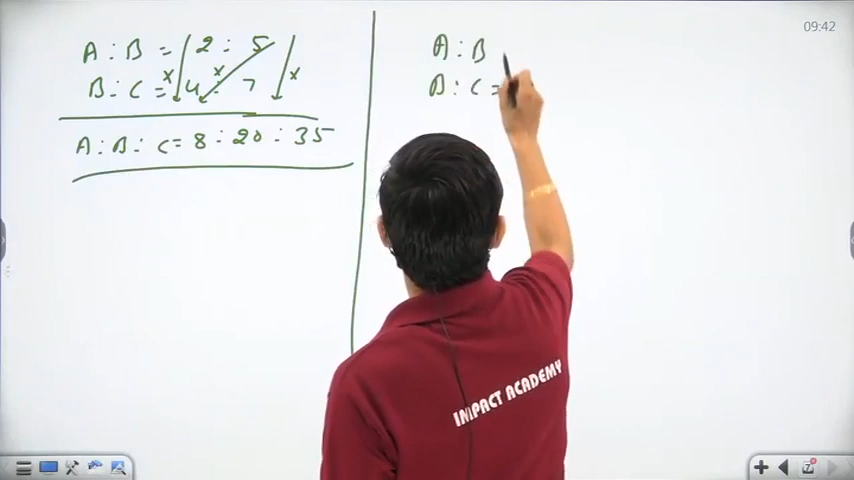 A : B = 2 : 5
B : C = 4 : 7
A : B : C = 8 : 20 : 35
A : B
B : C =
09:42
IMPACT ACADEMY